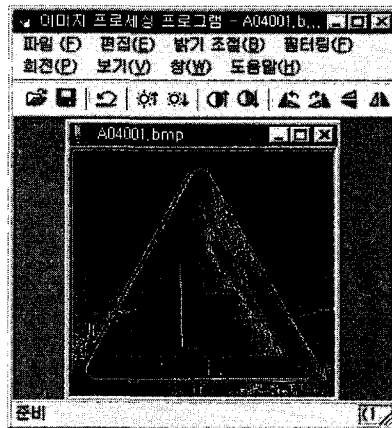 이미지 프로세싱 프로그램 - A04001.b...
파일 (F) 편집(E) 밝기 조절(B) 필터링(F)
회전(P) 보기(V) 창(W) 도움말(H)
A04001.bmp
준비